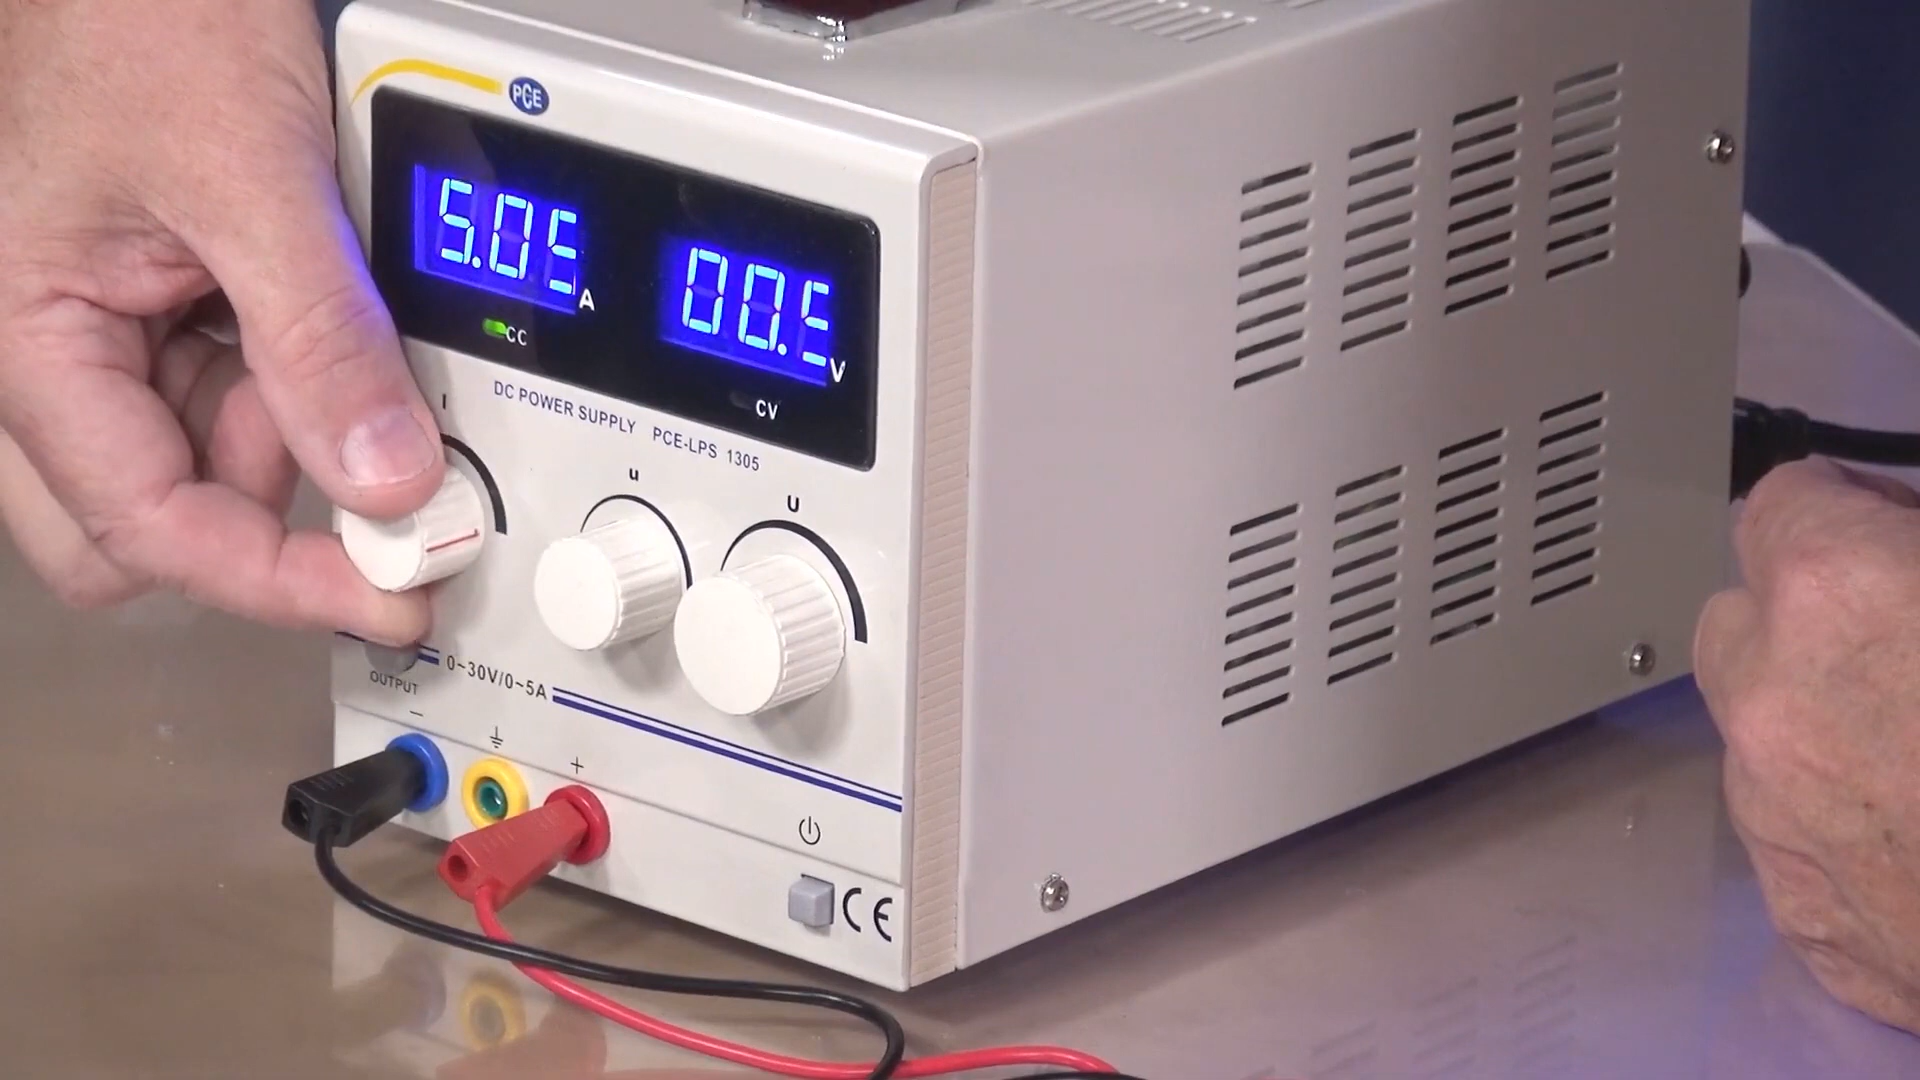 PCE
5.05 A
00.5 V
CC
CV
DC POWER SUPPLY PCE-LPS 1305
I
u
U
0~30V/0~5A
OUTPUT
−
+
CE